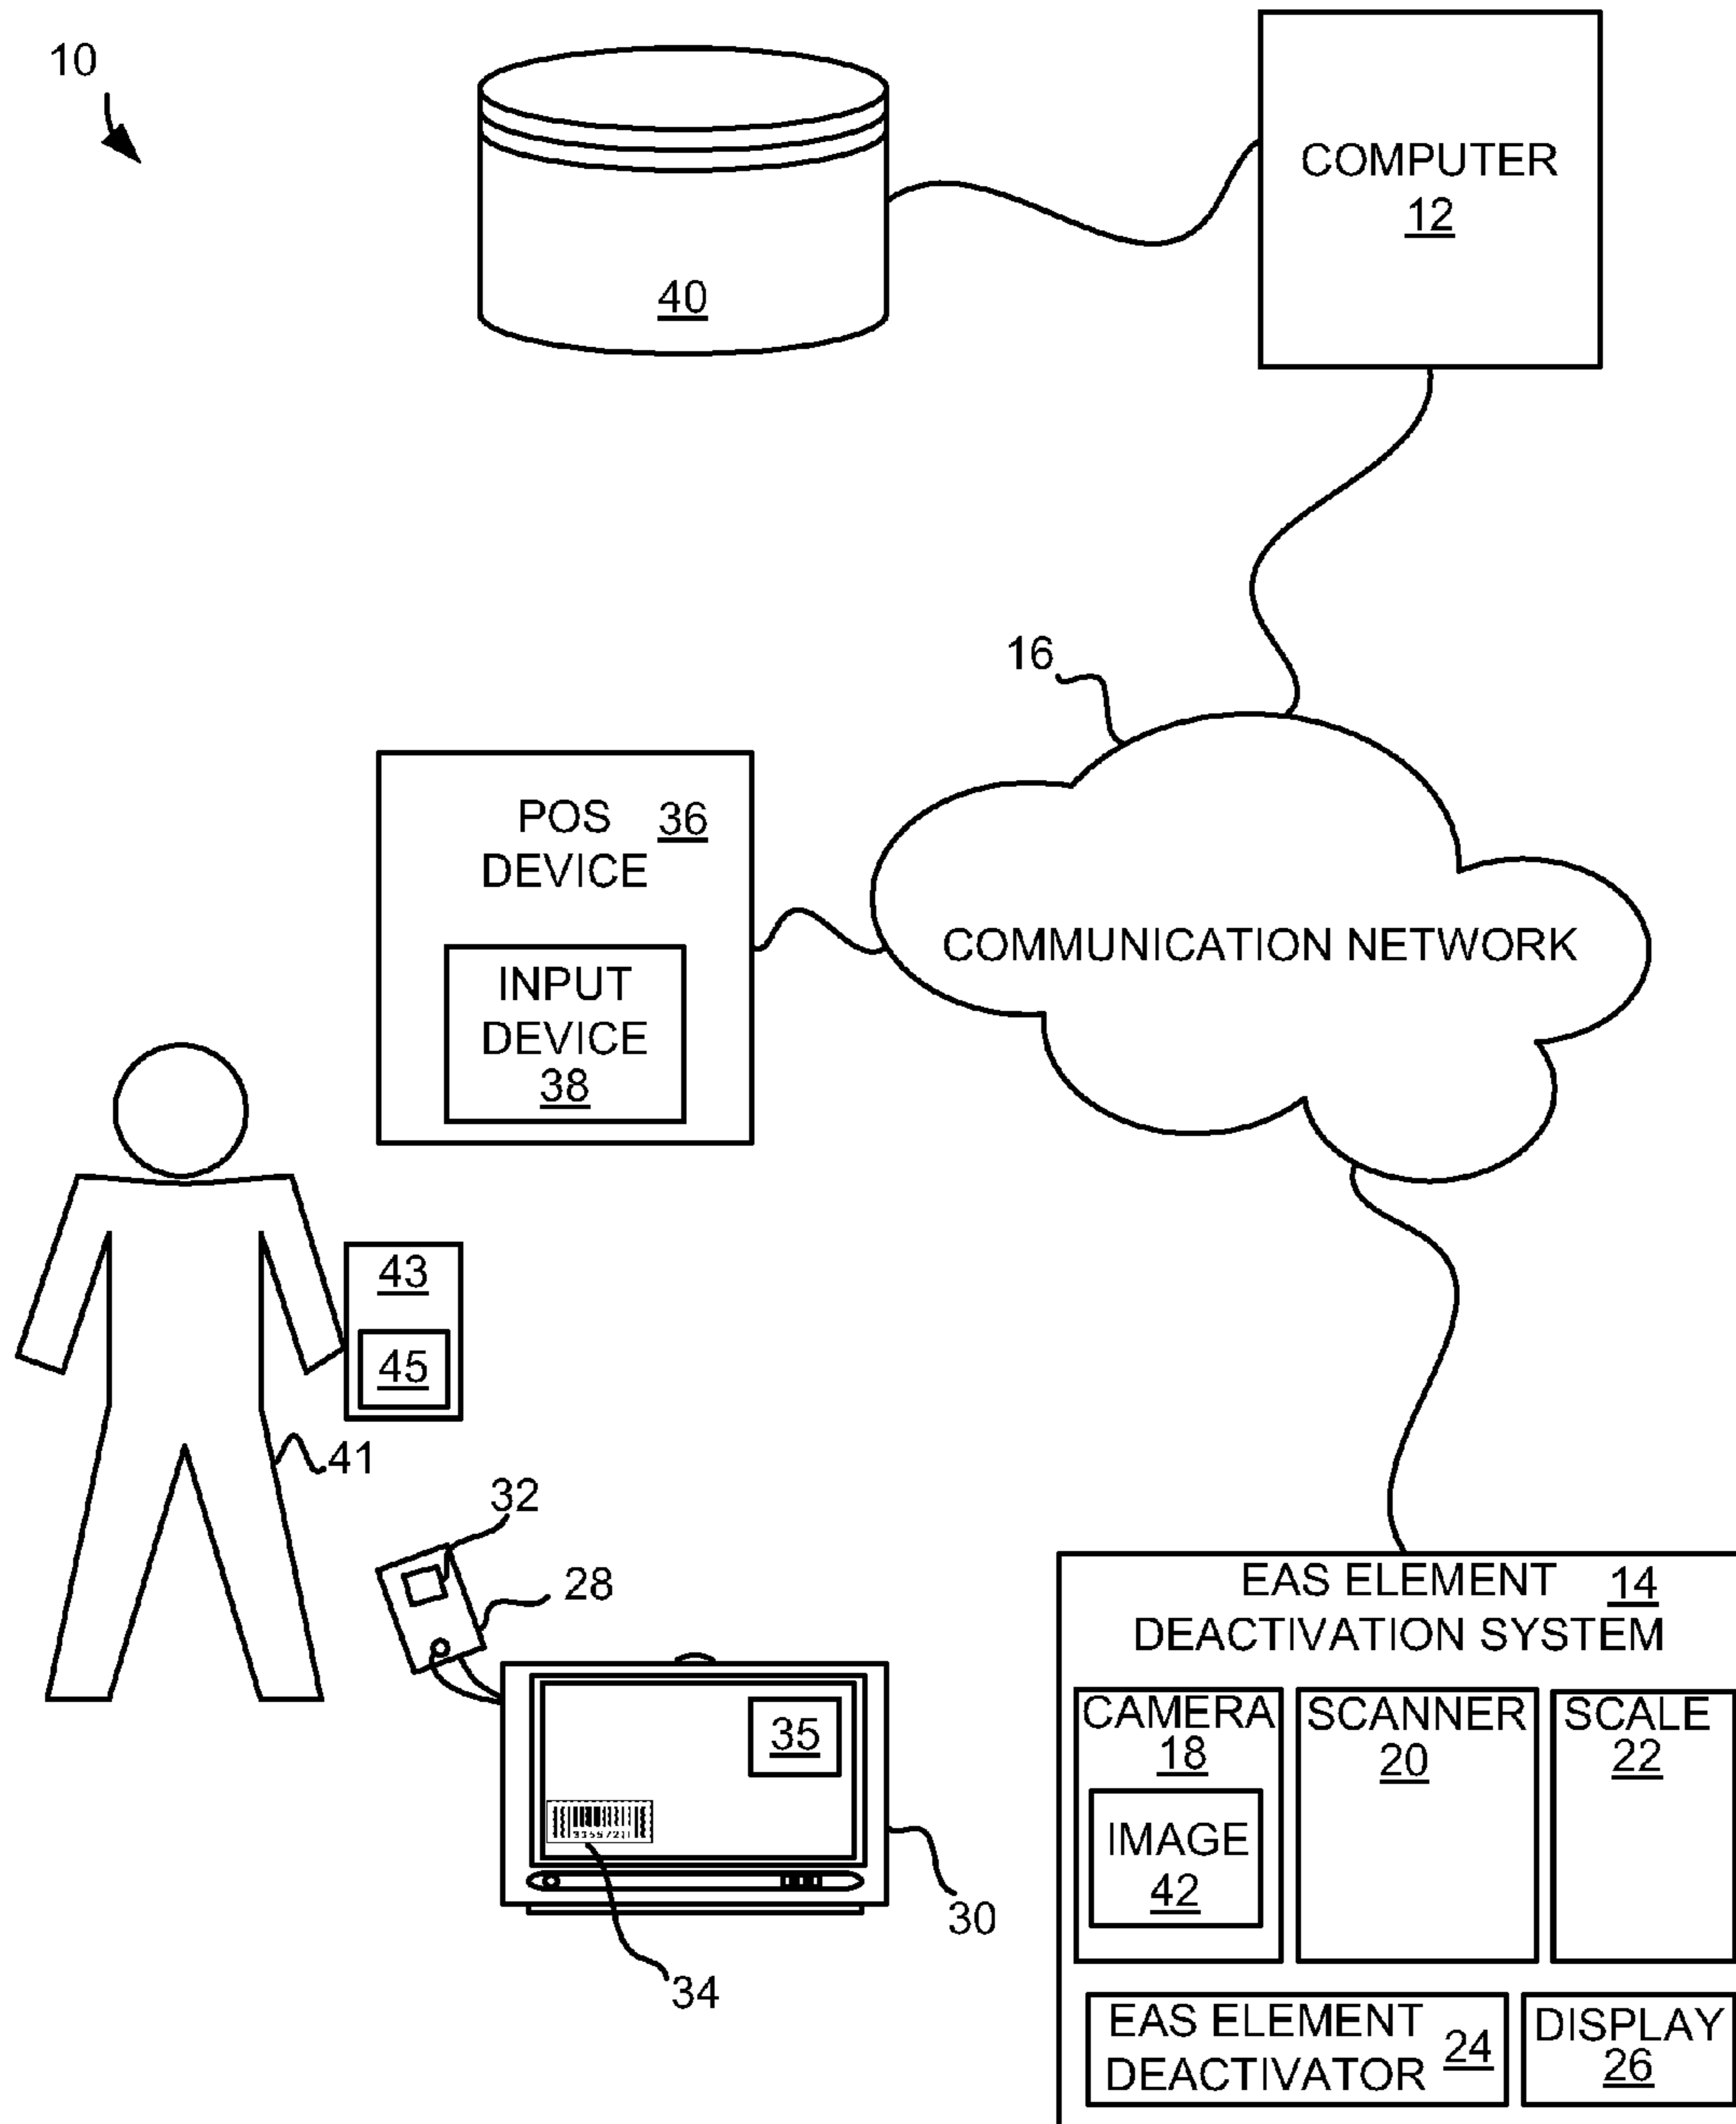 10
COMPUTER
12
40
16
POS 36
DEVICE
COMMUNICATION NETWORK
INPUT
DEVICE
38
43
45
41
32
28
EAS ELEMENT 14
DEACTIVATION SYSTEM
CAMERA
18
SCANNER
20
SCALE
22
35
IMAGE
42
30
34
EAS ELEMENT
DEACTIVATOR 24
DISPLAY
26